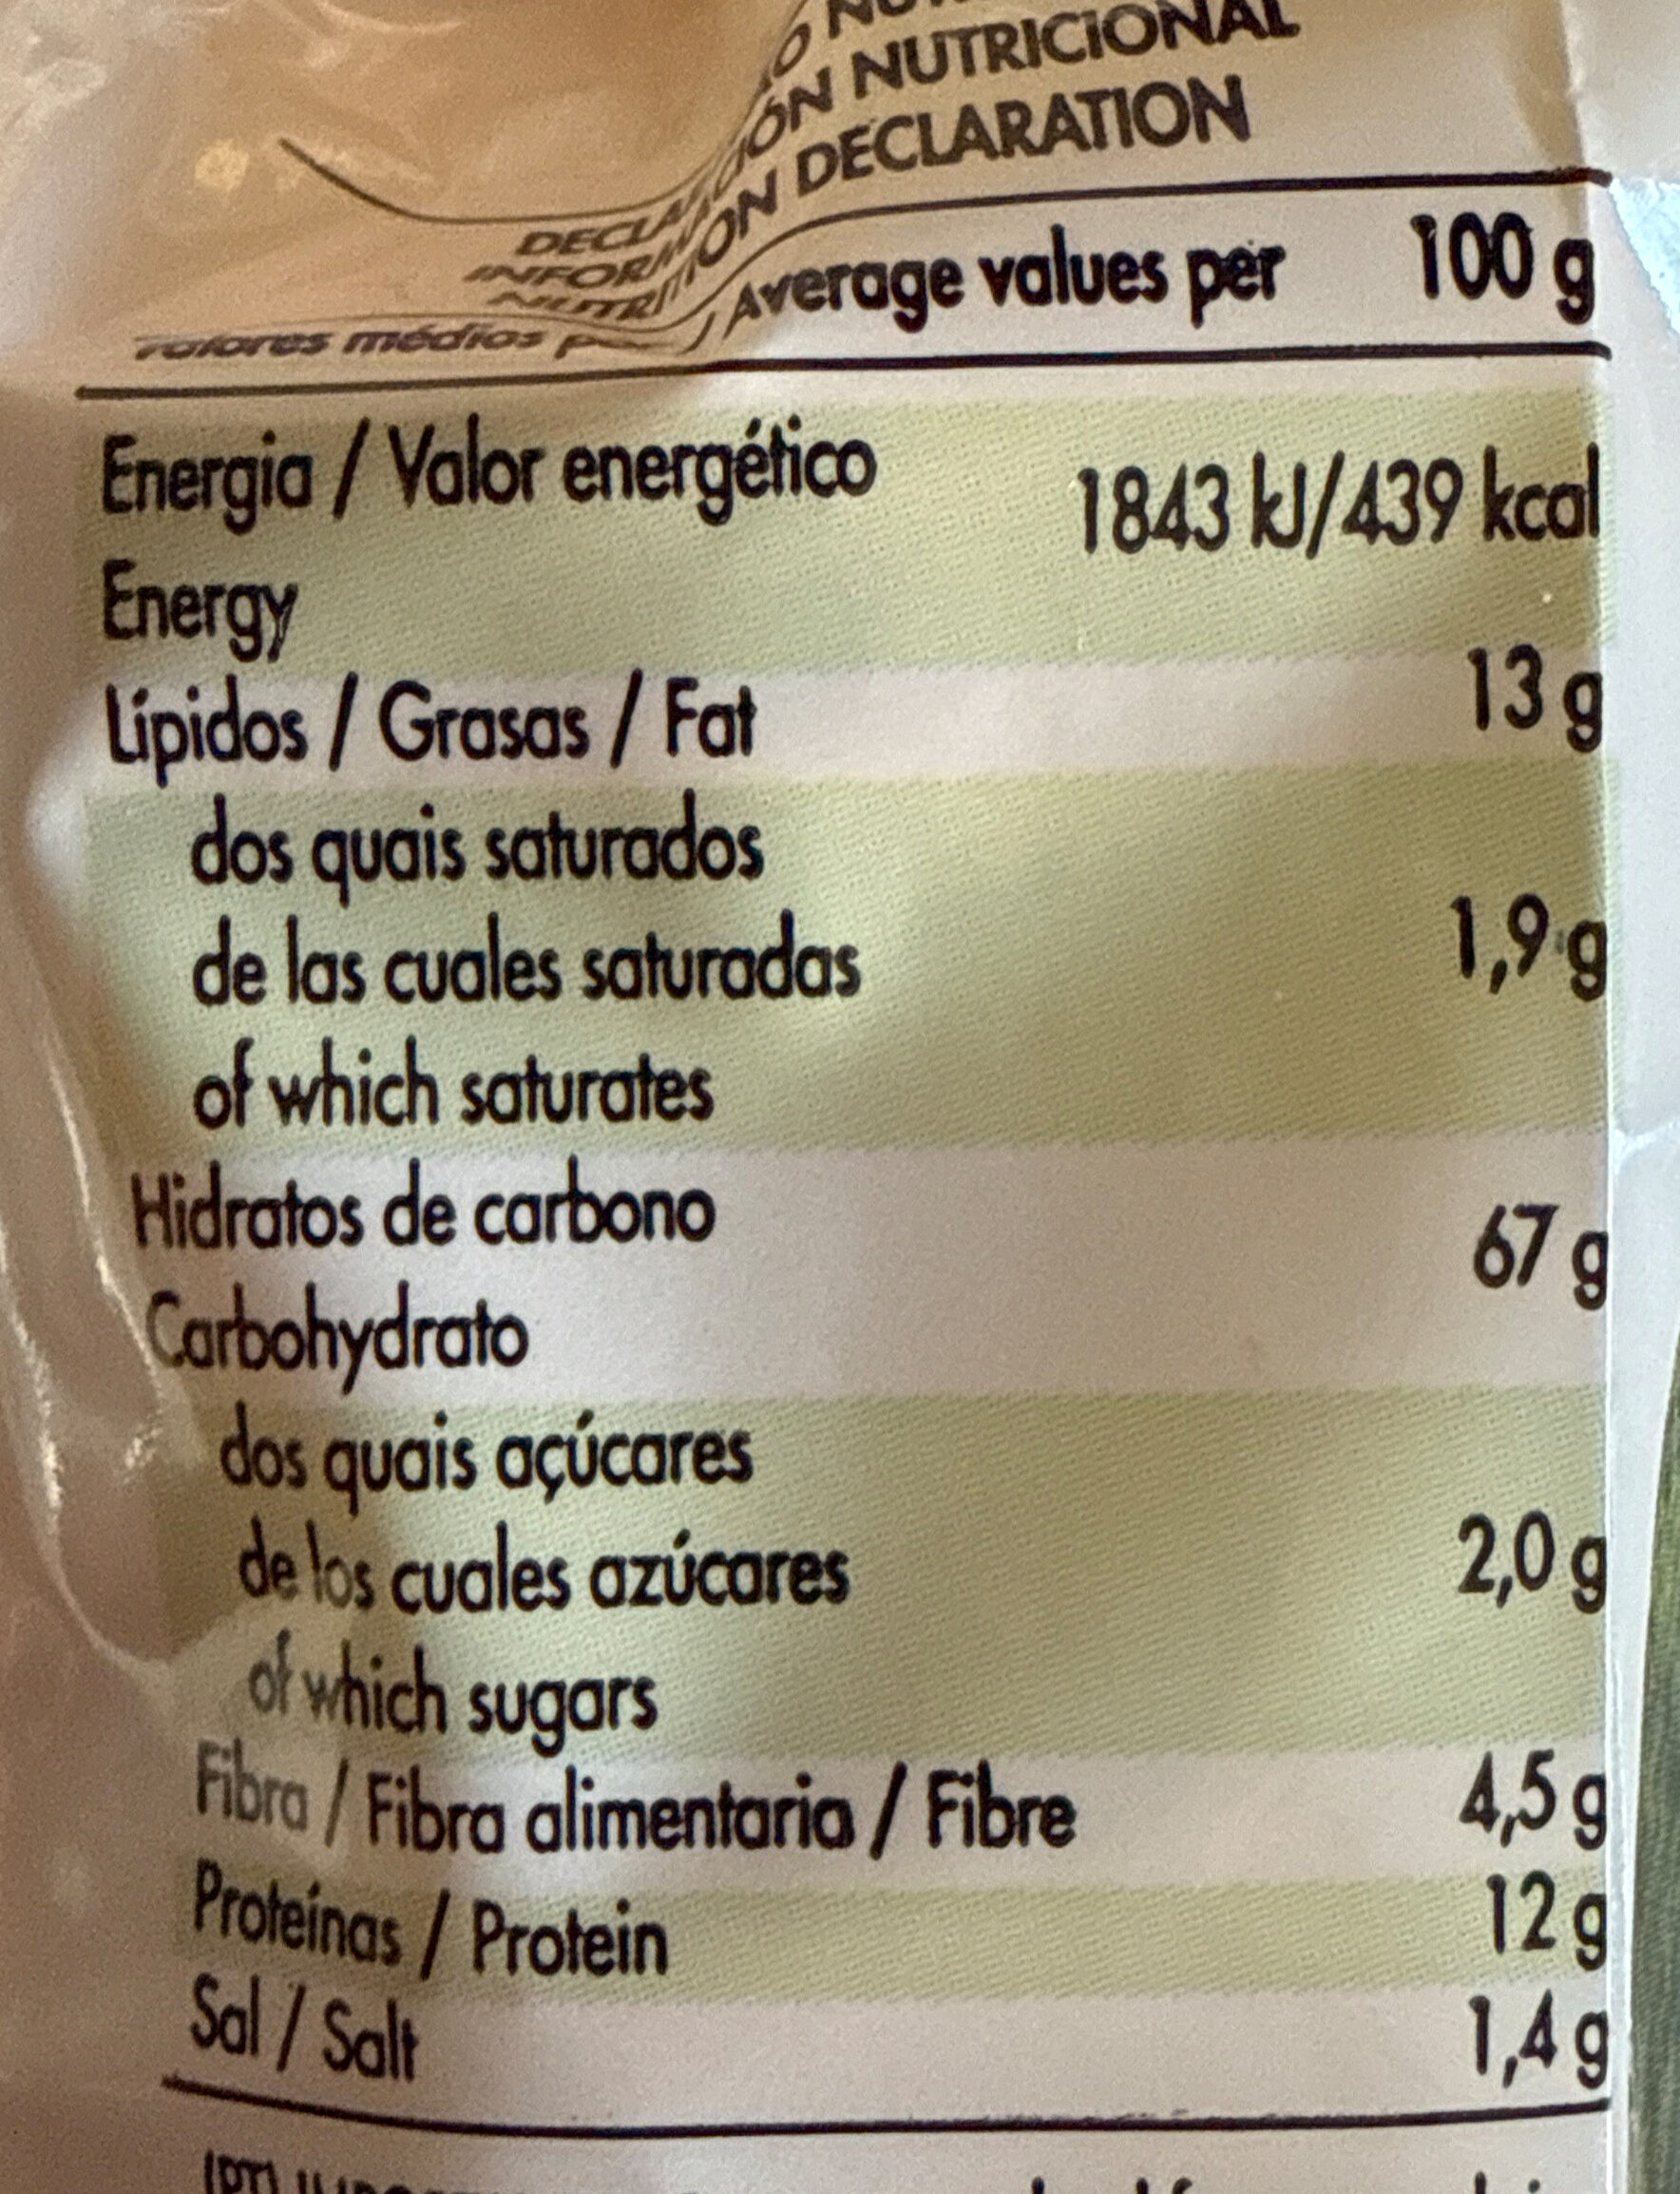 ÓN NUTRICIONAL
NUTRITION DECLARATION
Valores médios / Average values per 100 g
Energia / Valor energético
Energy 1843 kJ/439 kcal
Lípidos / Grasas / Fat 13 g
dos quais saturados
de las cuales saturadas 1,9 g
of which saturates
Hidratos de carbono 67 g
Carbohydrato
dos quais açúcares
de los cuales azúcares 2,0 g
of which sugars
Fibra / Fibra alimentaria / Fibre 4,5 g
Proteínas / Protein 12 g
Sal / Salt 1,4 g